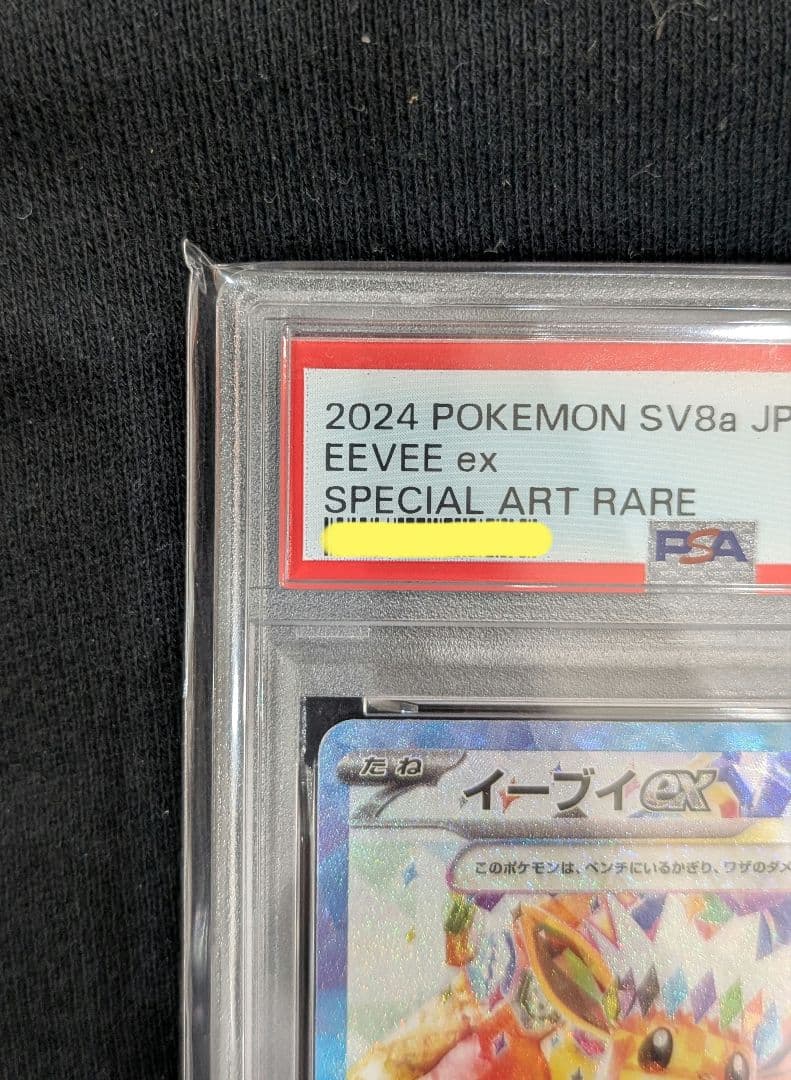 2024 POKEMON SV8a JP
EEVEE ex
SPECIAL ART RARE
PSA
たね
イーブイex
このポケモンは、ベンチにいるかぎり、ワザのダメ